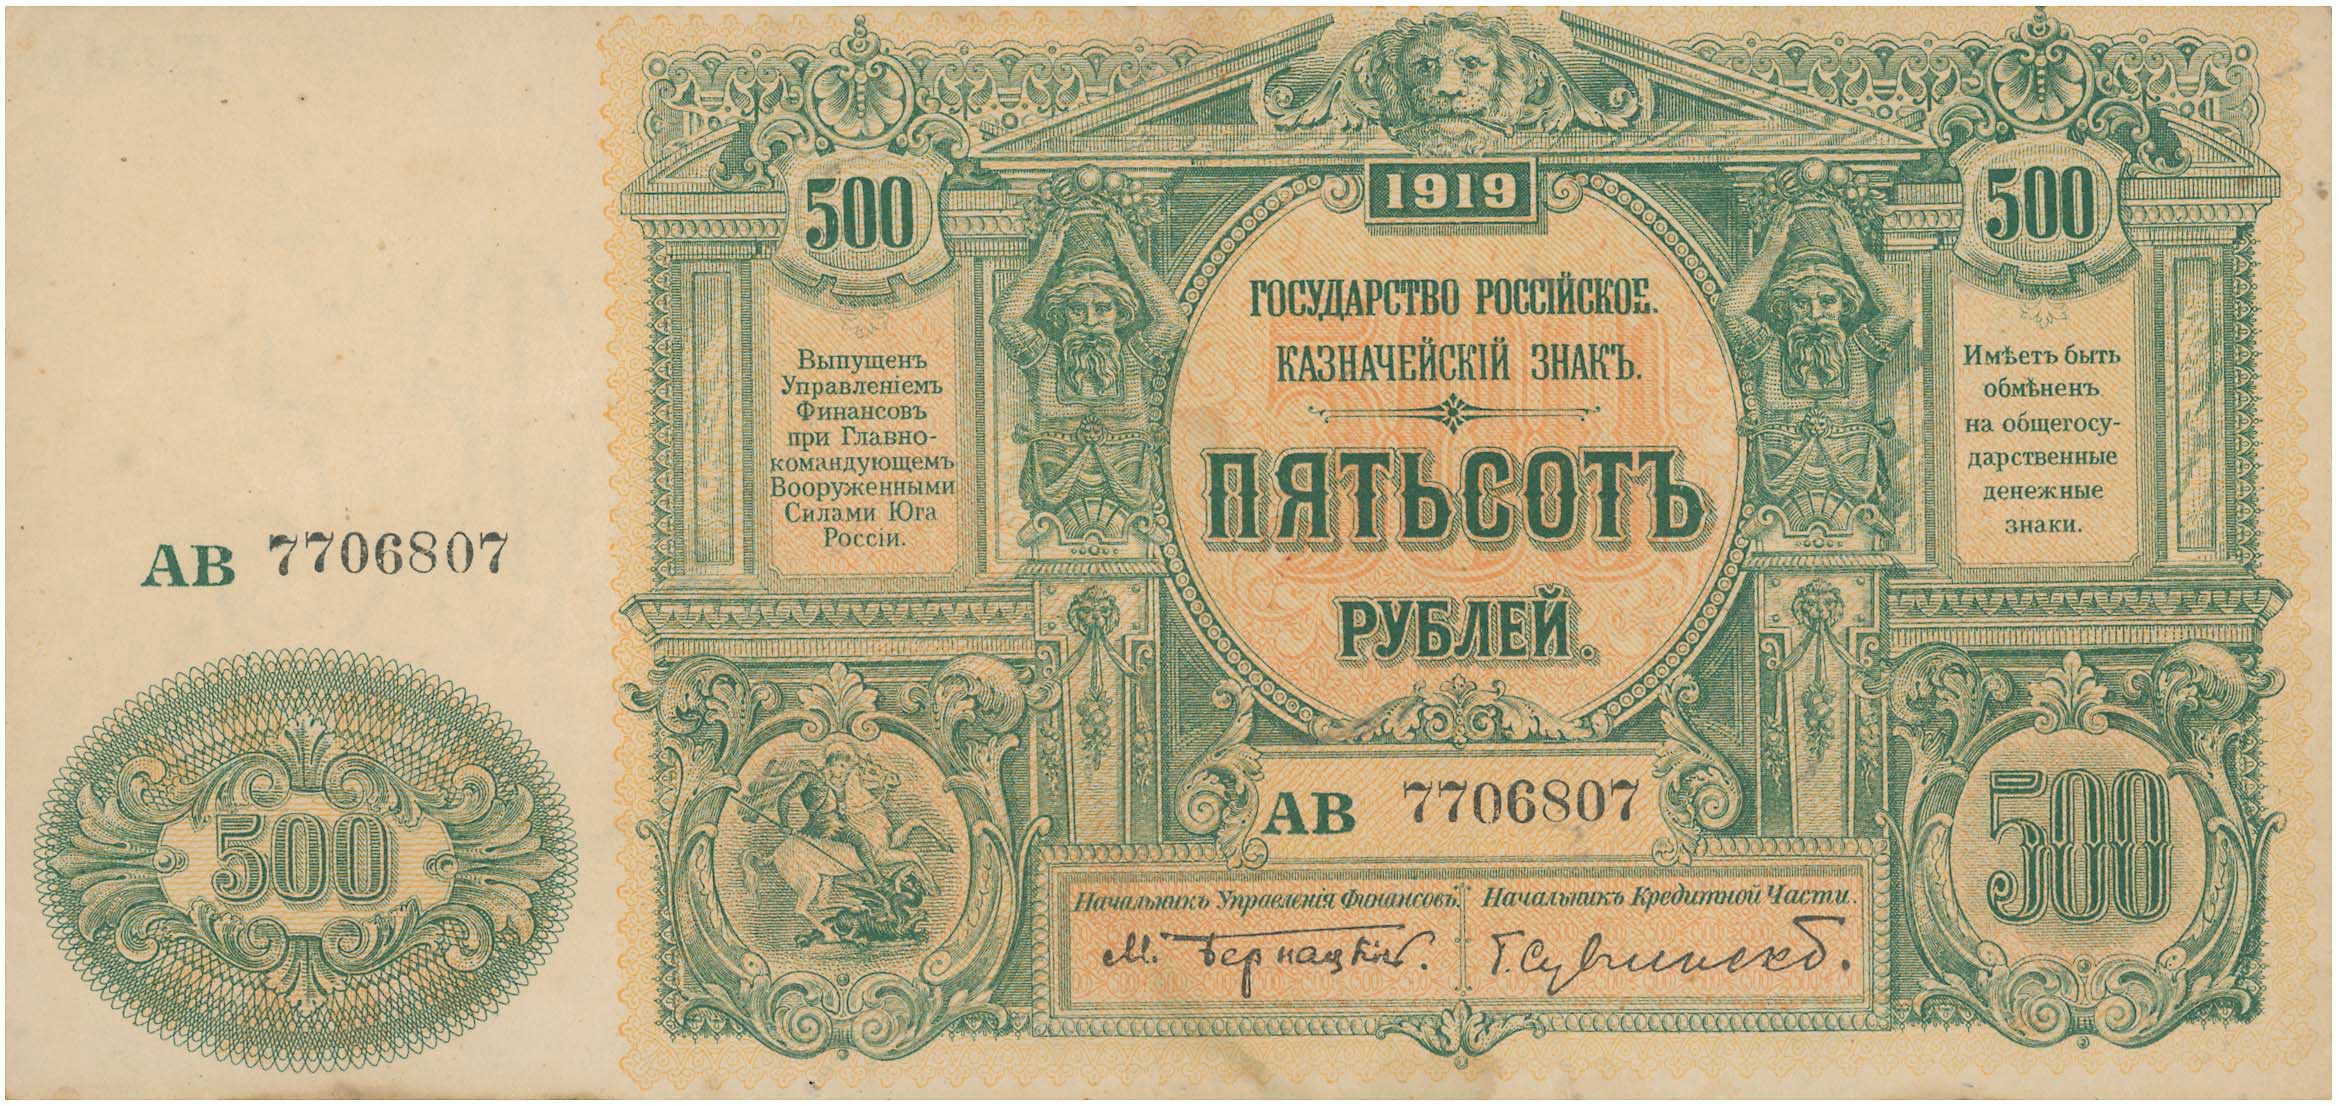 500
1919
500
ГОСУДАРСТВО РОССІЙСКОЕ.
КАЗНАЧЕЙСКІЙ ЗНАКЪ.
ПЯТЬСОТЪ
РУБЛЕЙ.
Выпущенъ
Управленіемъ
Финансовъ
при Главно-
командующемъ
Вооруженными
Силами Юга
Россіи.
Имѣетъ быть
обмѣненъ
на общегосу-
дарственные
денежные
знаки.
АВ 7706807
500
АВ 7706807
500
Начальникъ Управленія Финансовъ.
М. Бернацкій.
Начальникъ Кредитной Части.